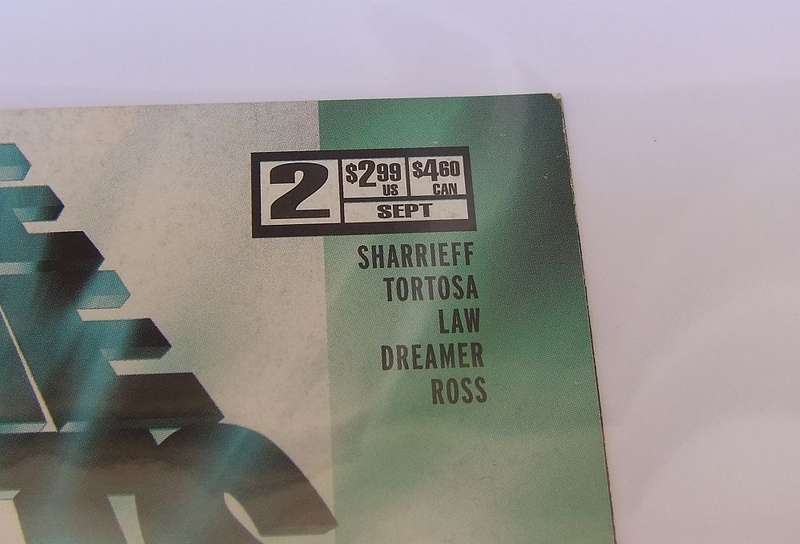 2
$2.99 US
$4.60 CAN
SEPT
SHARRIEFF
TORTOSA
LAW
DREAMER
ROSS